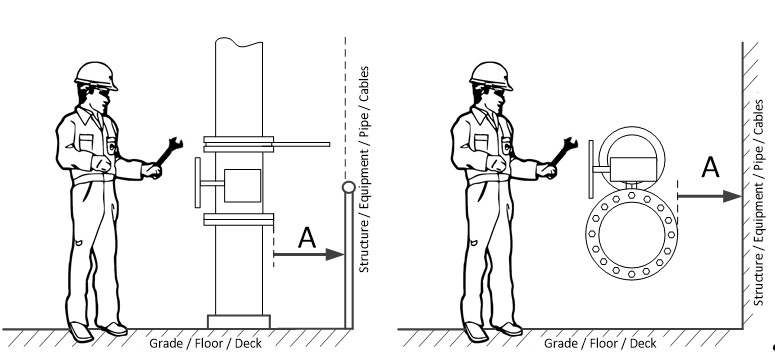 A
Structure / Equipment / Pipe / Cables
Grade / Floor / Deck
A
Structure / Equipment / Pipe / Cables
Grade / Floor / Deck